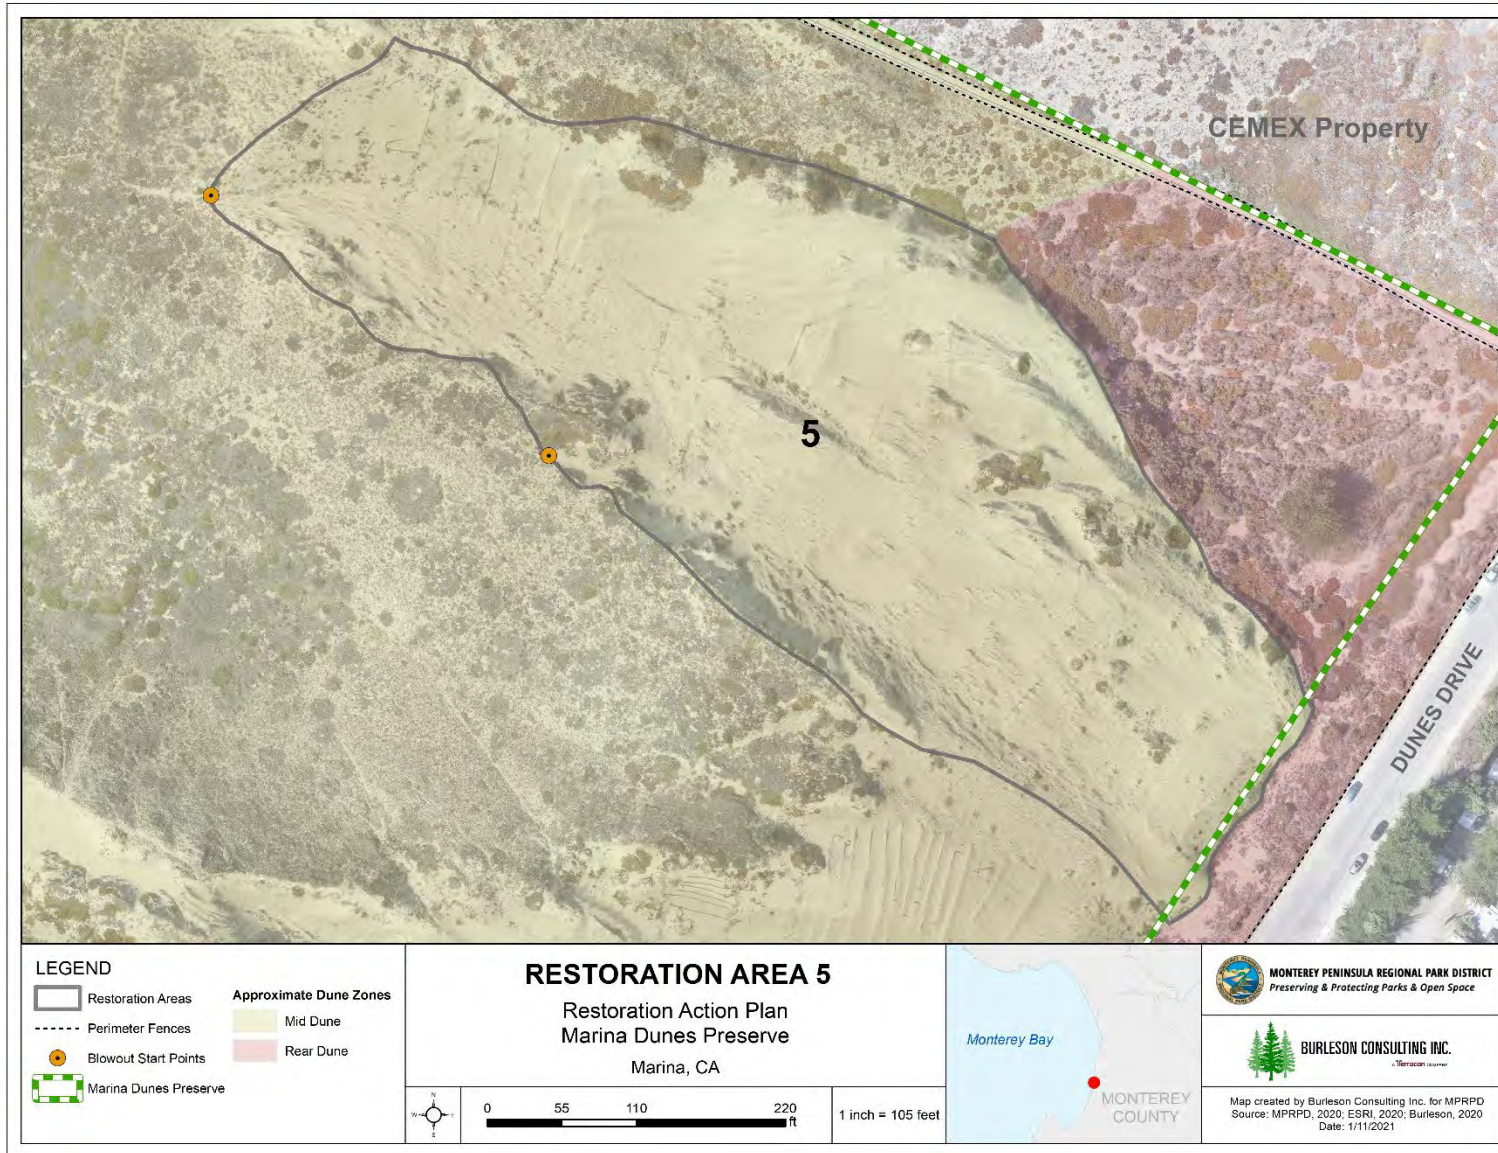 CEMEX Property
5
DUNES DRIVE
LEGEND
Restoration Areas
Perimeter Fences
Blowout Start Points
Marina Dunes Preserve
Approximate Dune Zones
Mid Dune
Rear Dune
RESTORATION AREA 5
Restoration Action Plan
Marina Dunes Preserve
Marina, CA
N
W
E
S
0 55 110 220
ft
1 inch = 105 feet
Monterey Bay
MONTEREY
COUNTY
MONTEREY PENINSULA REGIONAL PARK DISTRICT
Preserving & Protecting Parks & Open Space
BURLESON CONSULTING INC.
A Terracon COMPANY
Map created by Burleson Consulting Inc. for MPRPD
Source: MPRPD, 2020; ESRI, 2020; Burleson, 2020
Date: 1/11/2021